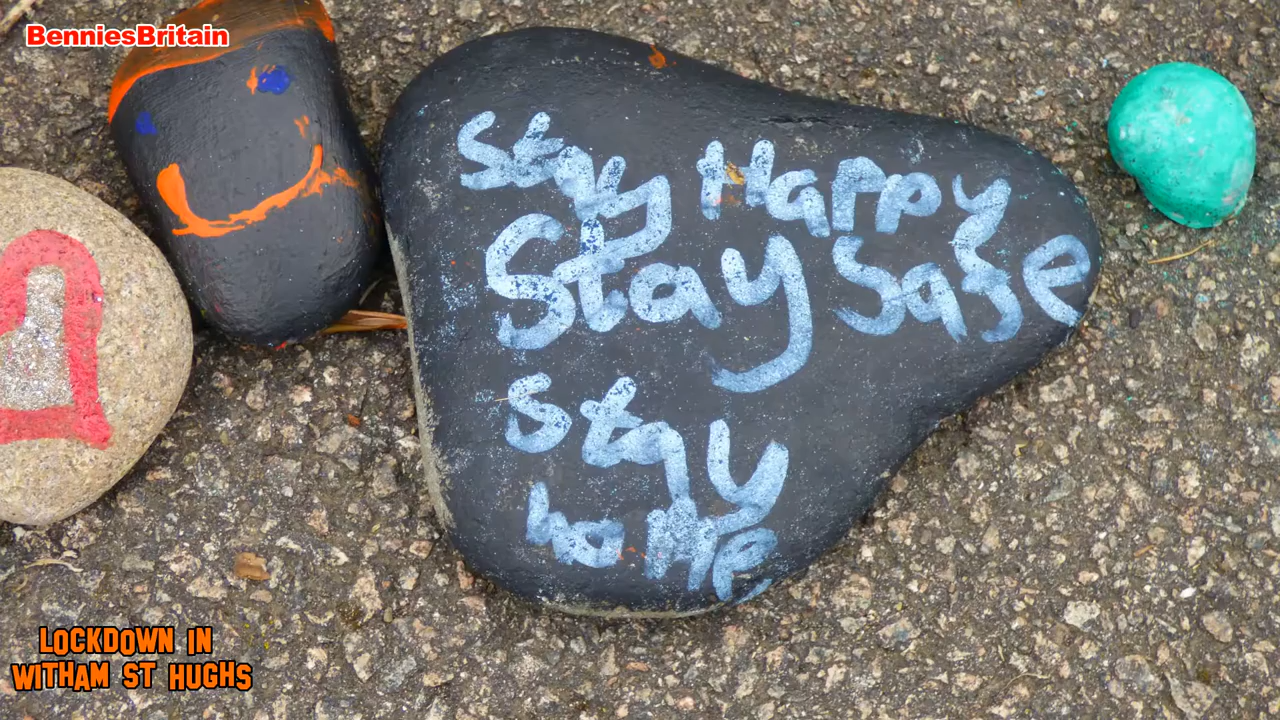 BenniesBritain
Stay Happy
Stay Safe
Stay
home
LOCKDOWN IN
WITHAM ST HUGHS